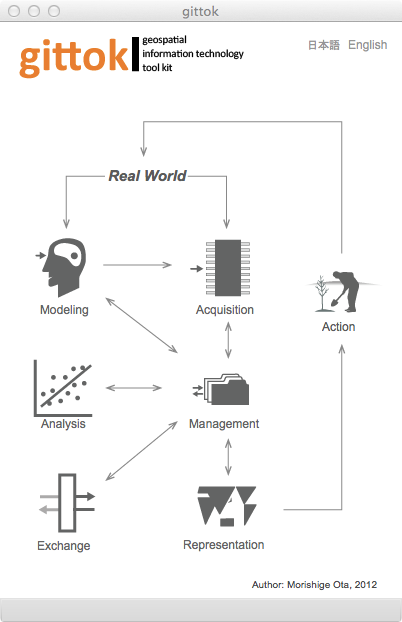 gittok
gittok
geospatial
information technology
tool kit
日本語 English
Real World
Modeling
Acquisition
Action
Analysis
Management
Exchange
Representation
Author: Morishige Ota, 2012